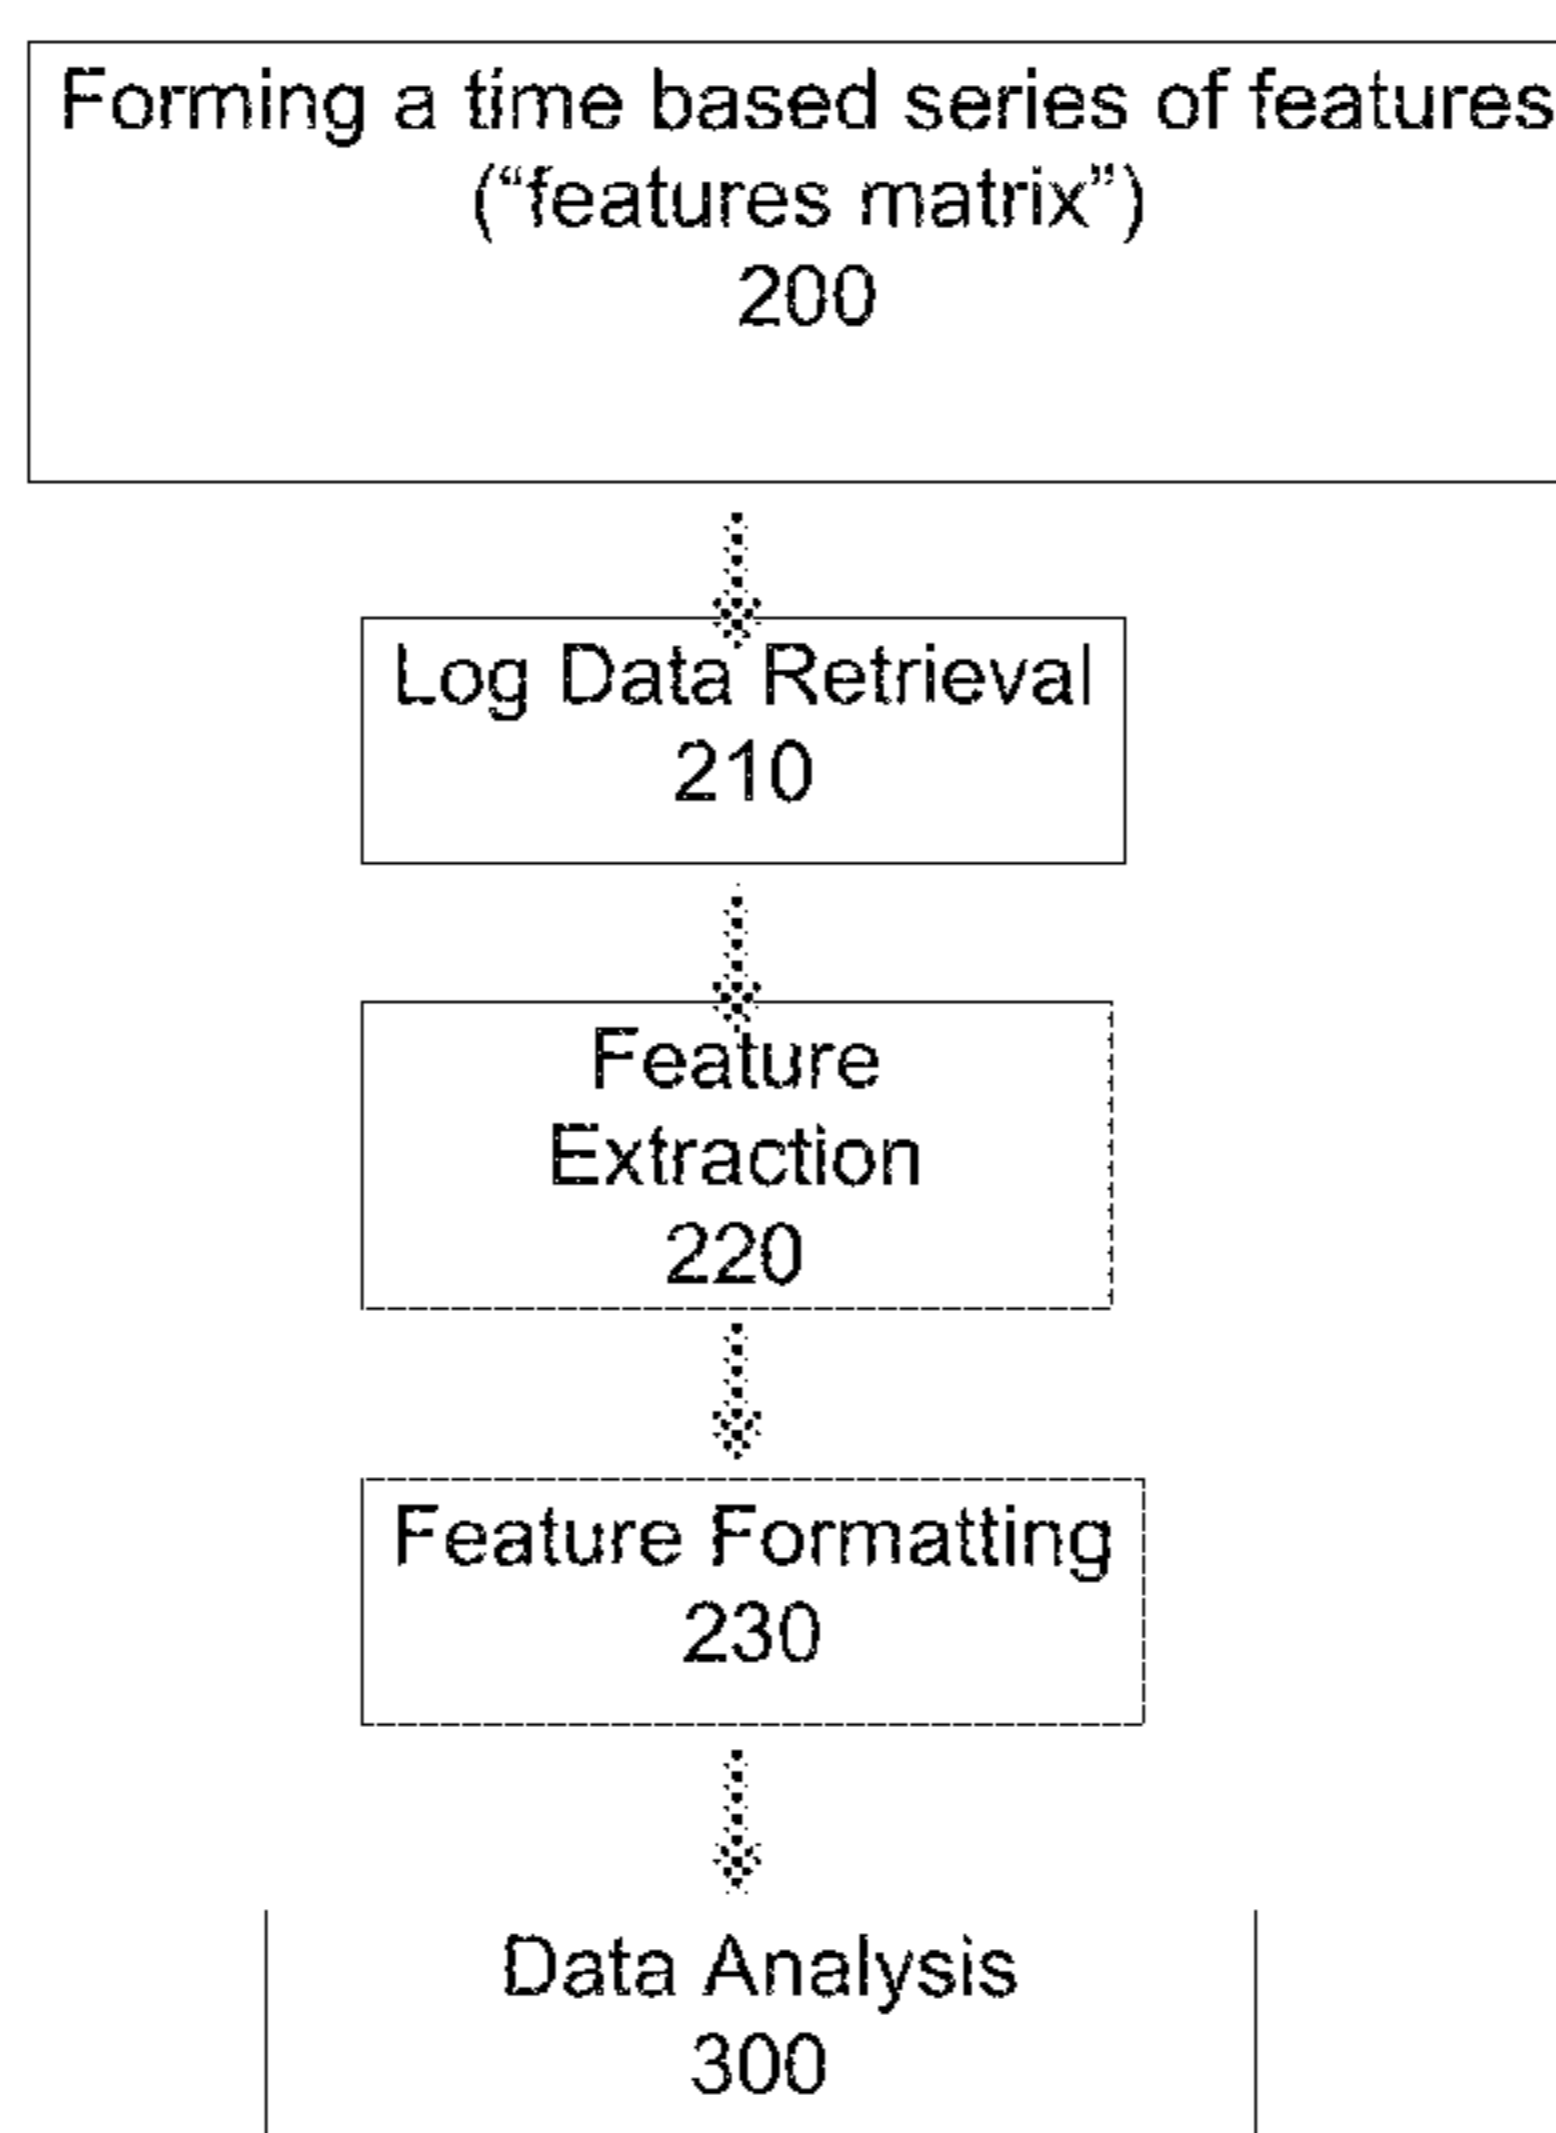 Forming a time based series of features
(“features matrix”)
200
Log Data Retrieval
210
Feature
Extraction
220
Feature Formatting
230
Data Analysis
300